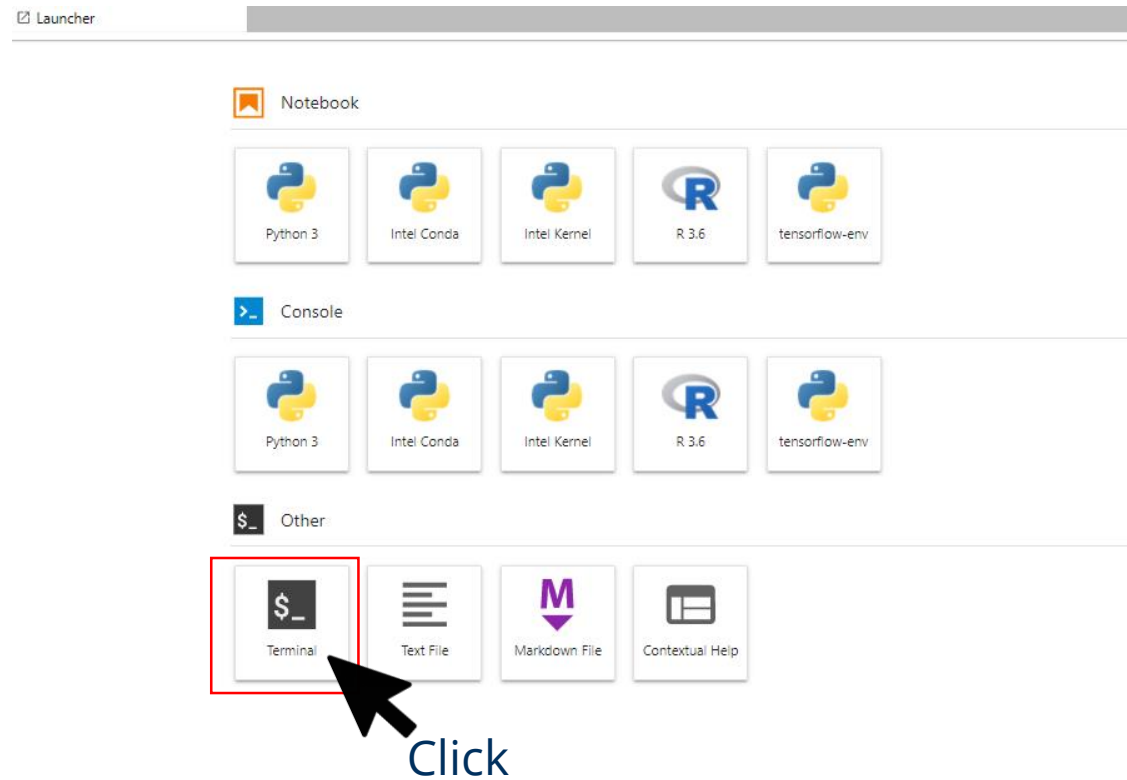 Launcher
Notebook
Python 3
Intel Conda
Intel Kernel
R 3.6
tensorflow-env
Console
Python 3
Intel Conda
Intel Kernel
R 3.6
tensorflow-env
$_ Other
$_
Terminal
Text File
M
Markdown File
Contextual Help
Click